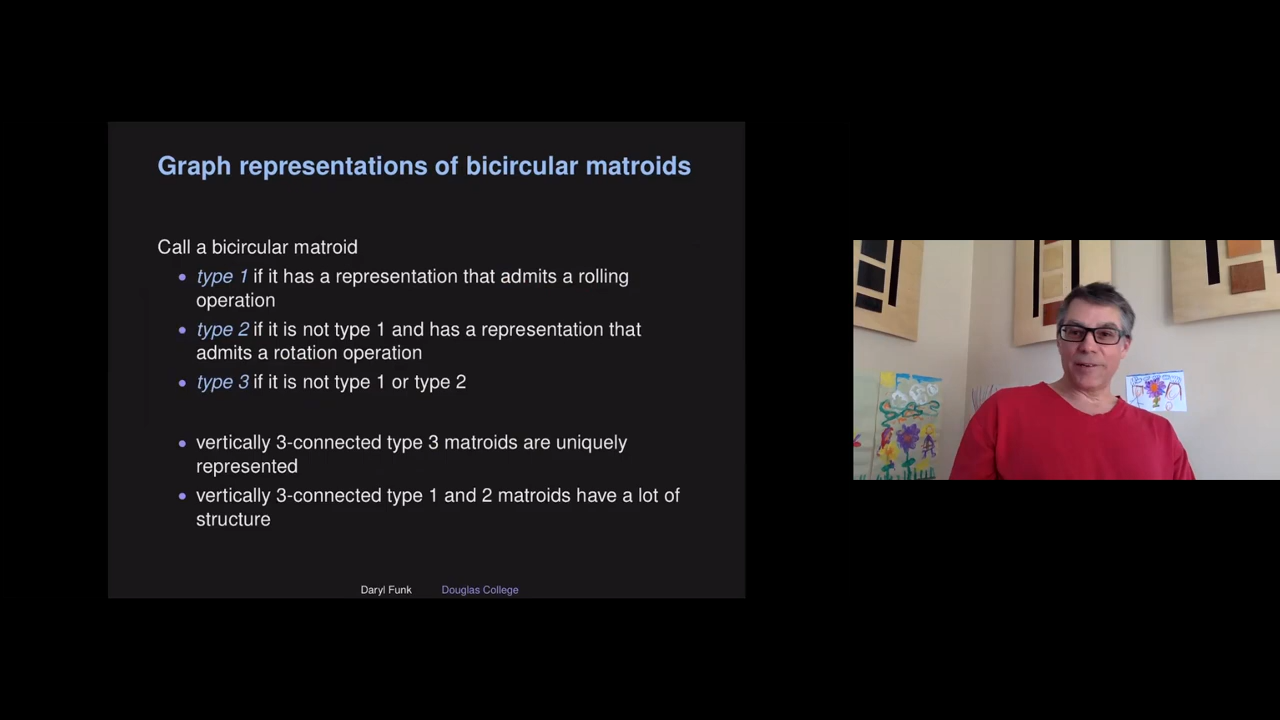 Graph representations of bicircular matroids
Call a bicircular matroid
• type 1 if it has a representation that admits a rolling
operation
• type 2 if it is not type 1 and has a representation that
admits a rotation operation
• type 3 if it is not type 1 or type 2
• vertically 3-connected type 3 matroids are uniquely
represented
• vertically 3-connected type 1 and 2 matroids have a lot of
structure
Daryl Funk Douglas College